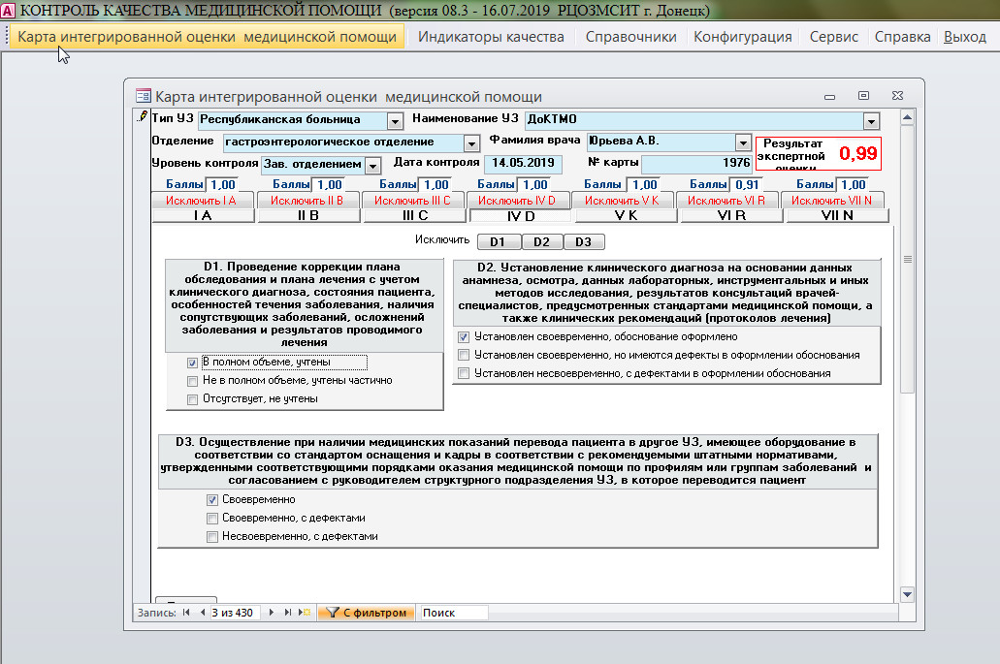 КОНТРОЛЬ КАЧЕСТВА МЕДИЦИНСКОЙ ПОМОЩИ (версия 08.3 - 16.07.2019 РЦОЗМСИТ г. Донецк)
Карта интегрированной оценки медицинской помощи Индикаторы качества Справочники Конфигурация Сервис Справка Выход
Карта интегрированной оценки медицинской помощи
Тип УЗ Республиканская больница Наименование УЗ ДоКТМО
Отделение гастроэнтерологическое отделение Фамилия врача Юрьева А.В.
Результат экспертной оценки 0,99
Уровень контроля Зав. отделением Дата контроля 14.05.2019 № карты 1976
Баллы 1,00 Баллы 1,00 Баллы 1,00 Баллы 1,00 Баллы 1,00 Баллы 0,91 Баллы 1,00
Исключить I A Исключить II B Исключить III C Исключить IV D Исключить V K Исключить VI R Исключить VII N
I A II B III C IV D V K VI R VII N
Исключить D1 D2 D3
D1. Проведение коррекции плана
обследования и плана лечения с учетом
клинического диагноза, состояния пациента,
особенностей течения заболевания, наличия
сопутствующих заболеваний, осложнений
заболевания и результатов проводимого
лечения
В полном объеме, учтены
Не в полном объеме, учтены частично
Отсутствует, не учтены
D2. Установление клинического диагноза на основании данных
анамнеза, осмотра, данных лабораторных, инструментальных и иных
методов исследования, результатов консультаций врачей-
специалистов, предусмотренных стандартами медицинской помощи, а
также клинических рекомендаций (протоколов лечения)
Установлен своевременно, обоснование оформлено
Установлен своевременно, но имеются дефекты в оформлении обоснования
Установлен несвоевременно, с дефектами в оформлении обоснования
D3. Осуществление при наличии медицинских показаний перевода пациента в другое УЗ, имеющее оборудование в
соответствии со стандартом оснащения и кадры в соответствии с рекомендуемыми штатными нормативами,
утвержденными соответствующими порядками оказания медицинской помощи по профилям или группам заболеваний и
согласованием с руководителем структурного подразделения УЗ, в которое переводится пациент
Своевременно
Своевременно, с дефектами
Несвоевременно, с дефектами
Запись: 3 из 430 С фильтром Поиск